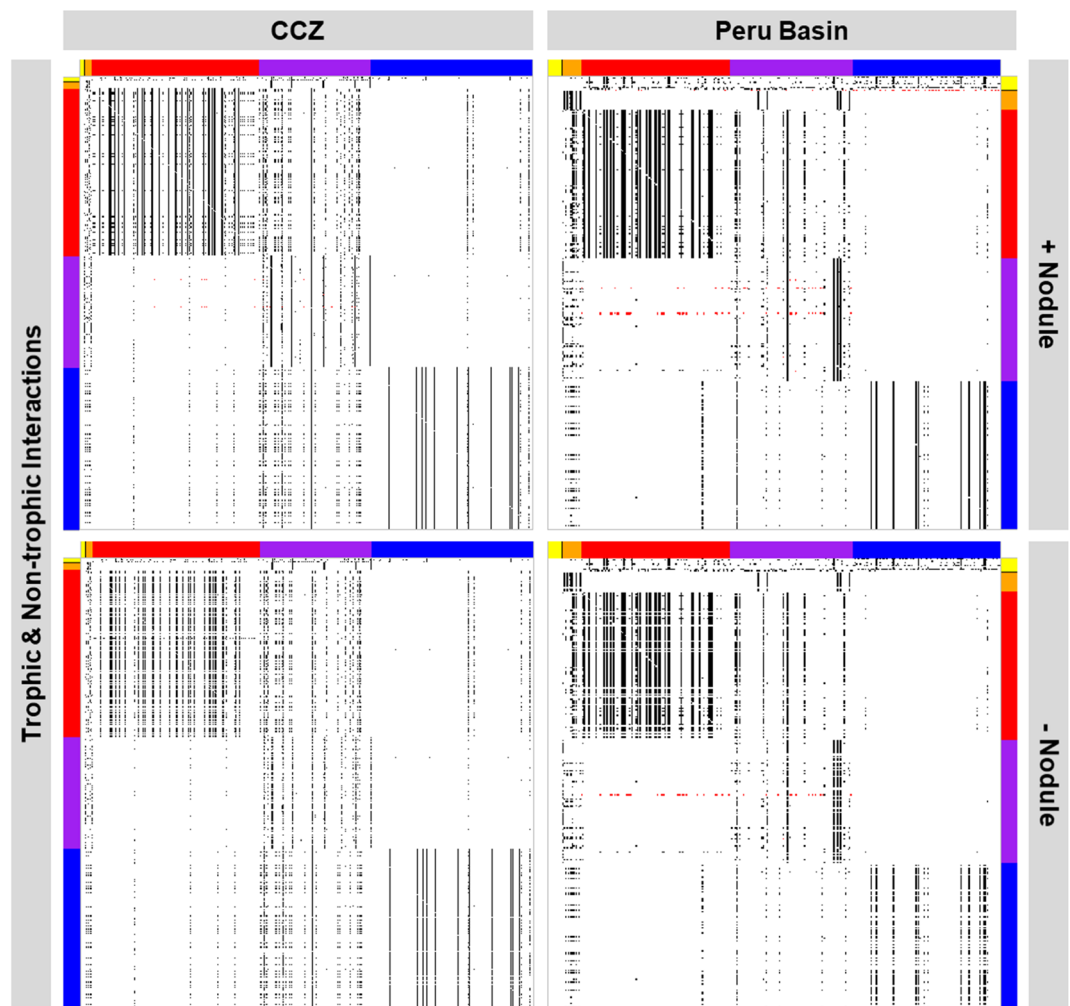 CCZ
Peru Basin
Trophic & Non-trophic Interactions
+ Nodule
- Nodule